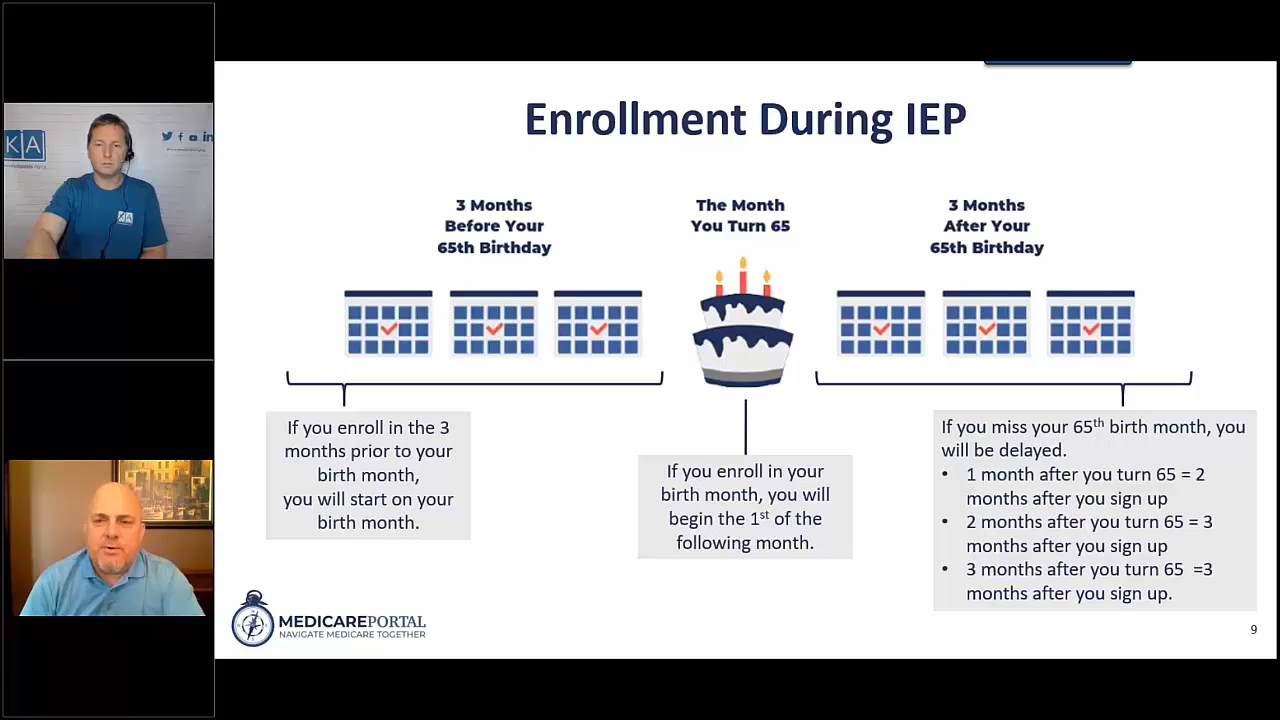 KA
KA
Enrollment During IEP
3 Months
Before Your
65th Birthday
The Month
You Turn 65
3 Months
After Your
65th Birthday
If you enroll in the 3
months prior to your
birth month,
you will start on your
birth month.
If you enroll in your
birth month, you will
begin the 1st of the
following month.
If you miss your 65th birth month, you
will be delayed.
• 1 month after you turn 65 = 2
months after you sign up
• 2 months after you turn 65 = 3
months after you sign up
• 3 months after you turn 65 =3
months after you sign up.
MEDICAREPORTAL
NAVIGATE MEDICARE TOGETHER
9